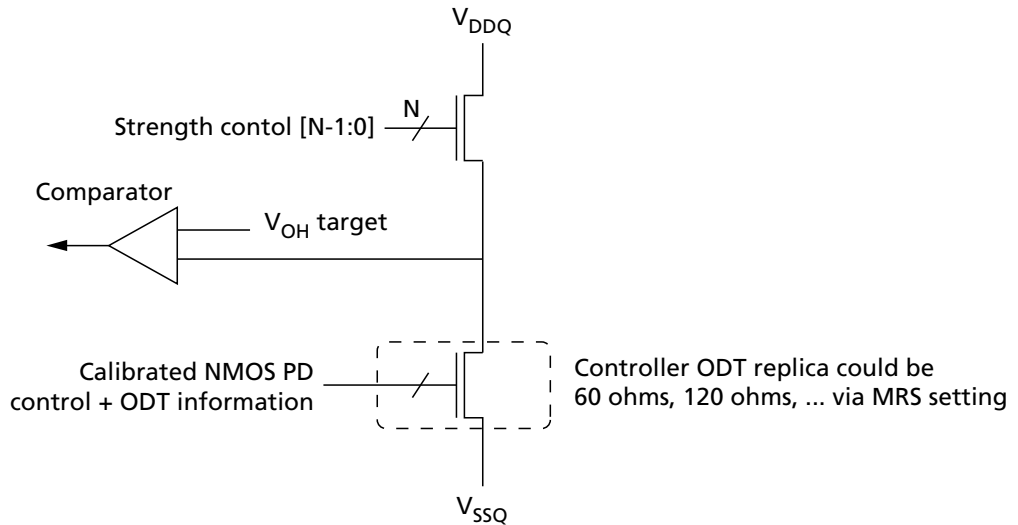 VDDQ
N
Strength contol [N-1:0]
Comparator
VOH target
Calibrated NMOS PD
control + ODT information
Controller ODT replica could be
60 ohms, 120 ohms, ... via MRS setting
VSSQ